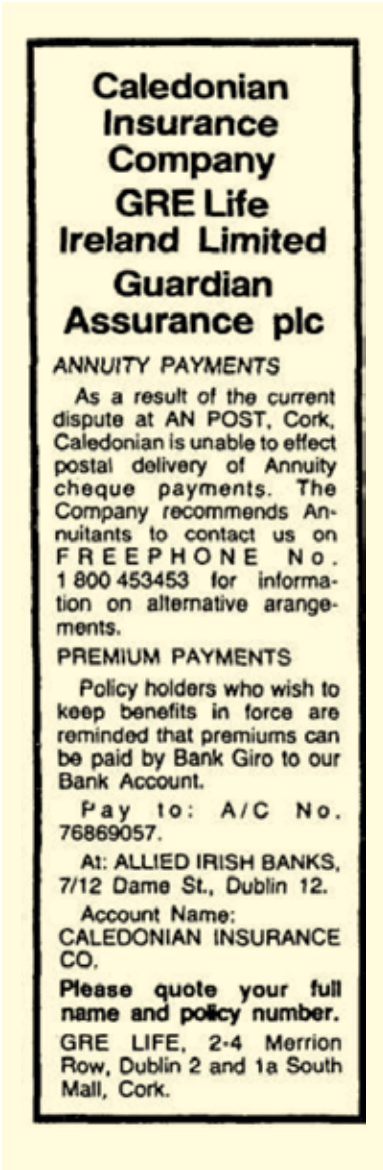 Caledonian
Insurance
Company
GRE Life
Ireland Limited
Guardian
Assurance plc
ANNUITY PAYMENTS
As a result of the current
dispute at AN POST, Cork,
Caledonian is unable to effect
postal delivery of Annuity
cheque payments. The
Company recommends An-
nuitants to contact us on
FREEPHONE No.
1 800 453453 for informa-
tion on alternative arange-
ments.
PREMIUM PAYMENTS
Policy holders who wish to
keep benefits in force are
reminded that premiums can
be paid by Bank Giro to our
Bank Account.
Pay to: A/C No.
76869057.
At: ALLIED IRISH BANKS,
7/12 Dame St., Dublin 12.
Account Name:
CALEDONIAN INSURANCE
CO.
Please quote your full
name and policy number.
GRE LIFE, 2-4 Merrion
Row, Dublin 2 and 1a South
Mall, Cork.